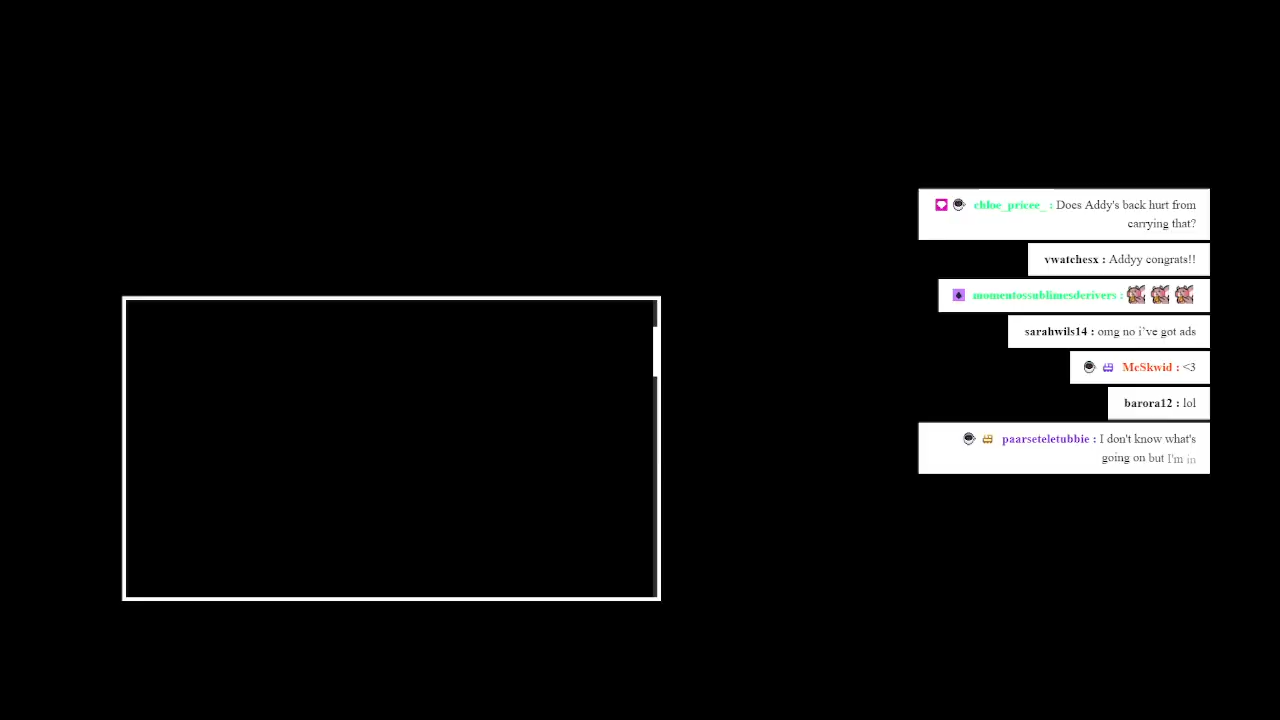 chloe_pricee_ : Does Addy's back hurt from
carrying that?
vwatchesx : Addyy congrats!!
momentossublimesderivers :
sarahwils14 : omg no i've got ads
McSkwid : <3
barora12 : lol
paarseteletubbie : I don't know what's
going on but I'm in